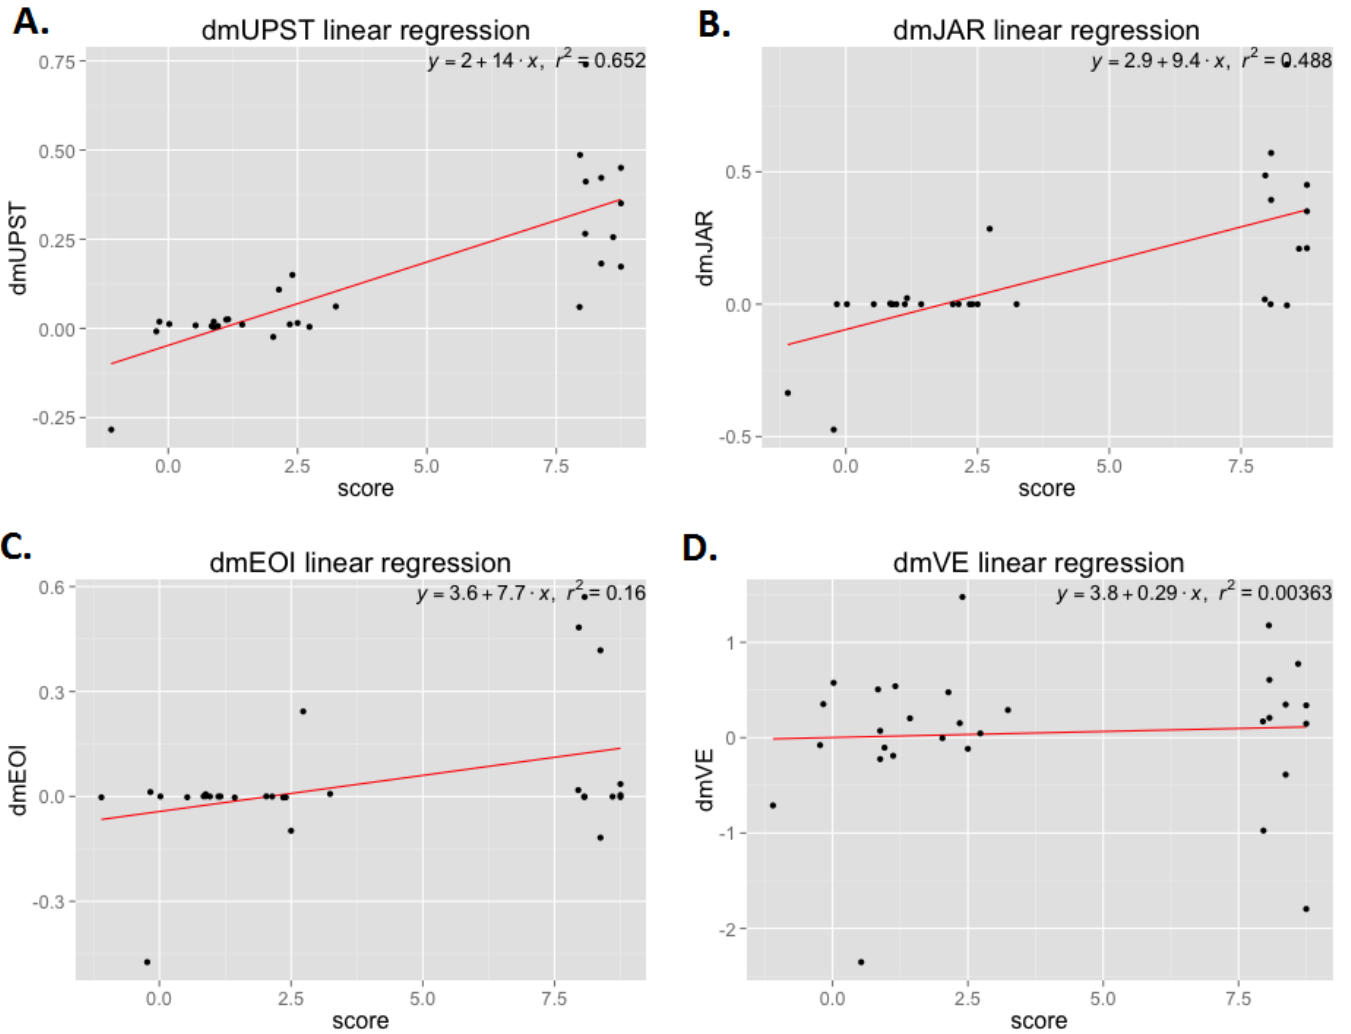 A.
dmUPST linear regression
y = 2 + 14 · x, r² = 0.652
0.75
0.50
0.25
0.00
-0.25
dmUPST
0.0 2.5 5.0 7.5
score
B.
dmJAR linear regression
y = 2.9 + 9.4 · x, r² = 0.488
0.5
0.0
-0.5
dmJAR
0.0 2.5 5.0 7.5
score
C.
dmEOI linear regression
y = 3.6 + 7.7 · x, r² = 0.16
0.6
0.3
0.0
-0.3
dmEOI
0.0 2.5 5.0 7.5
score
D.
dmVE linear regression
y = 3.8 + 0.29 · x, r² = 0.00363
1
0
-1
-2
dmVE
0.0 2.5 5.0 7.5
score